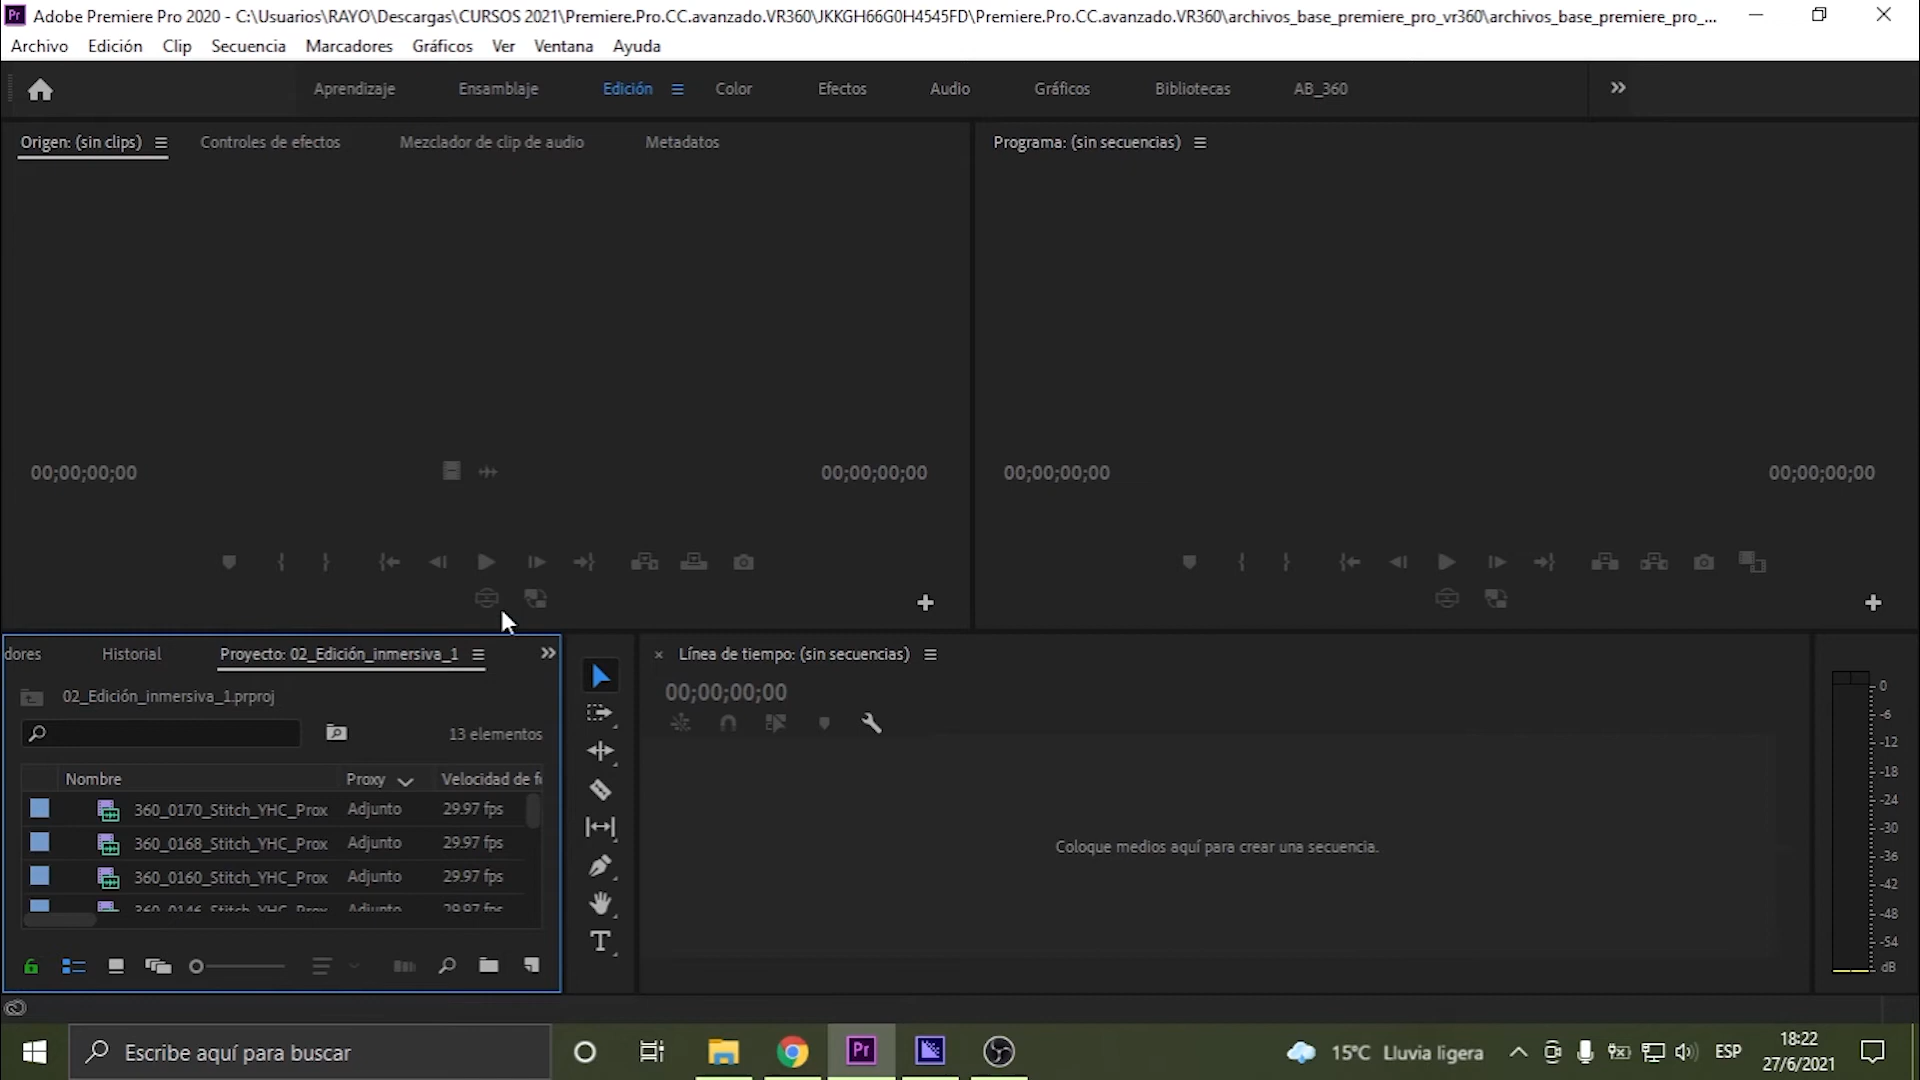 Adobe Premiere Pro 2020 - C:\Usuarios\RAYO\Descargas\CURSOS 2021\Premiere.Pro.CC.avanzado.VR360\JKKGH66G0H4545FD\Premiere.Pro.CC.avanzado.VR360\archivos_base_premiere_pro_vr360\archivos_base_premiere_pro_...
Archivo Edición Clip Secuencia Marcadores Gráficos Ver Ventana Ayuda
Aprendizaje Ensamblaje Edición Color Efectos Audio Gráficos Bibliotecas AB_360
Origen: (sin clips) Controles de efectos Mezclador de clip de audio Metadatos
Programa: (sin secuencias)
00;00;00;00 00;00;00;00
00;00;00;00 00;00;00;00
dores Historial Proyecto: 02_Edición_inmersiva_1
02_Edición_inmersiva_1.prproj
13 elementos
Nombre Proxy Velocidad de f
360_0170_Stitch_YHC_Prox Adjunto 29.97 fps
360_0168_Stitch_YHC_Prox Adjunto 29.97 fps
360_0160_Stitch_YHC_Prox Adjunto 29.97 fps
360_0146_Stitch_YHC_Prox Adjunto 29.97 fps
Línea de tiempo: (sin secuencias)
00;00;00;00
Coloque medios aquí para crear una secuencia.
0
-6
-12
-18
-24
-30
-36
-42
-48
-54
dB
Escribe aquí para buscar
15°C Lluvia ligera
ESP
18:22
27/6/2021